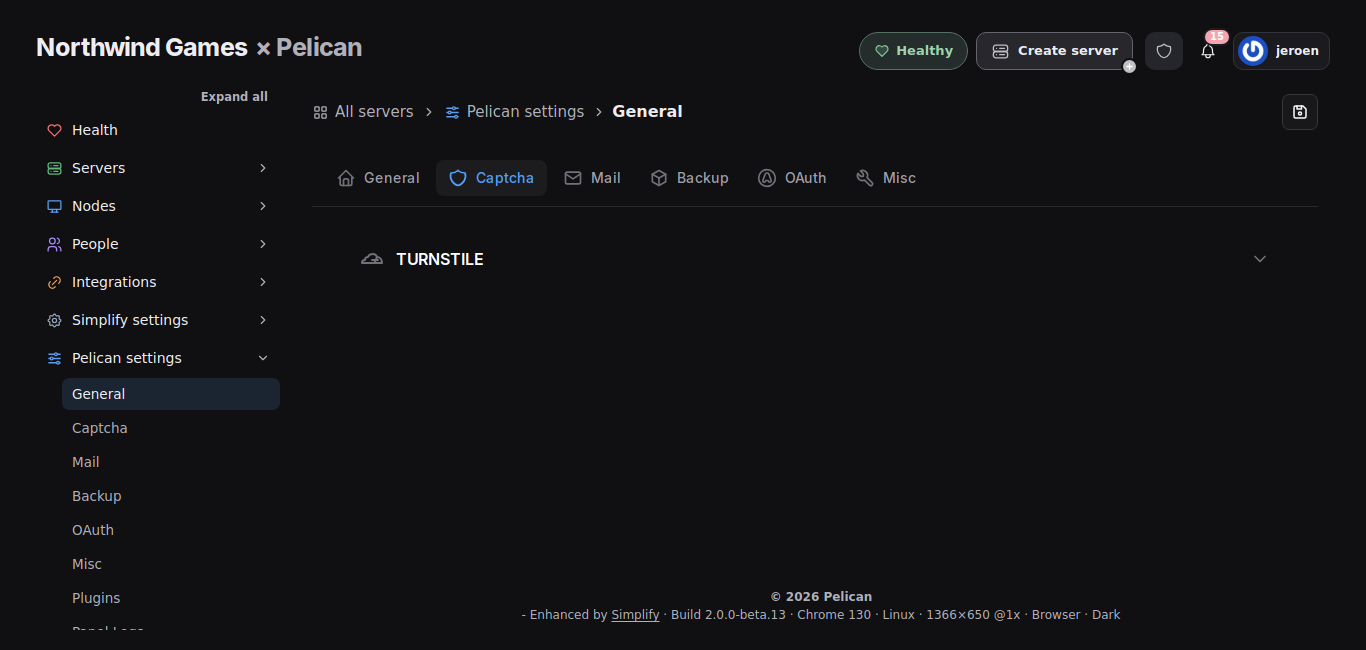 Northwind Games × Pelican
Healthy
Create server
15
jeroen
Expand all
Health
Servers
Nodes
People
Integrations
Simplify settings
Pelican settings
General
Captcha
Mail
Backup
OAuth
Misc
Plugins
Panel Logs
All servers > Pelican settings > General
General Captcha Mail Backup OAuth Misc
TURNSTILE
© 2026 Pelican
- Enhanced by Simplify · Build 2.0.0-beta.13 · Chrome 130 · Linux · 1366×650 @1x · Browser · Dark